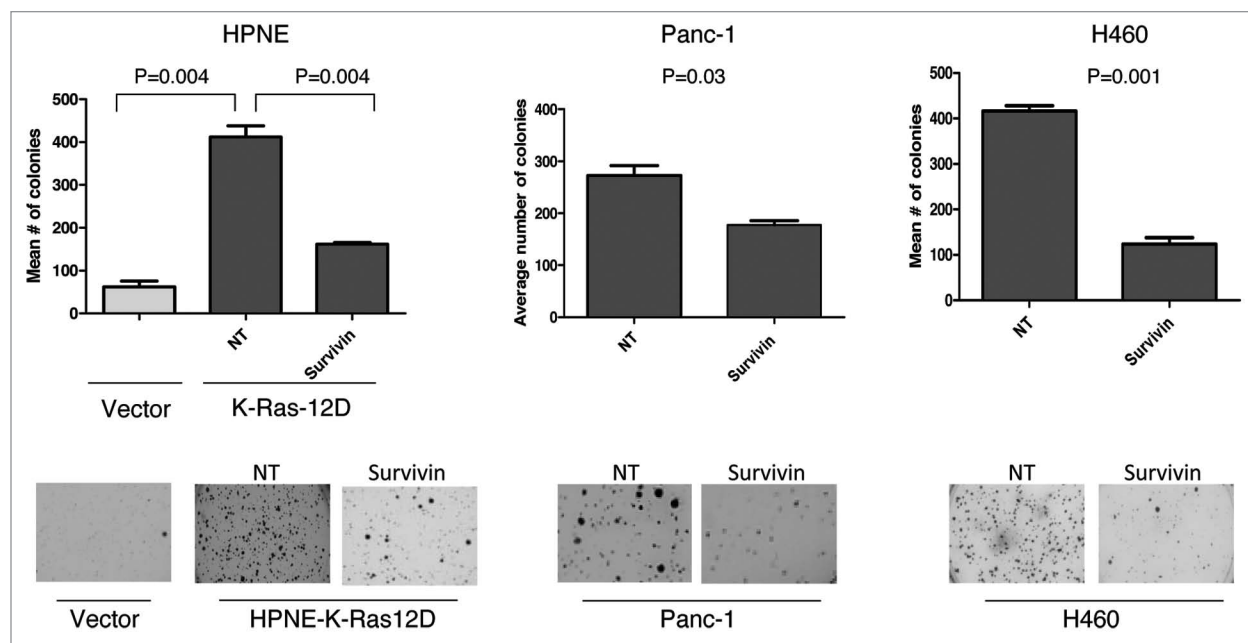 HPNE
P=0.004 P=0.004
Mean # of colonies
500
400
300
200
100
0
NT
Survivin
Vector K-Ras-12D
Panc-1
P=0.03
Average number of colonies
400
300
200
100
0
NT
Survivin
H460
P=0.001
Mean # of colonies
500
400
300
200
100
0
NT
Survivin
NT Survivin
Vector HPNE-K-Ras12D
NT Survivin
Panc-1
NT Survivin
H460